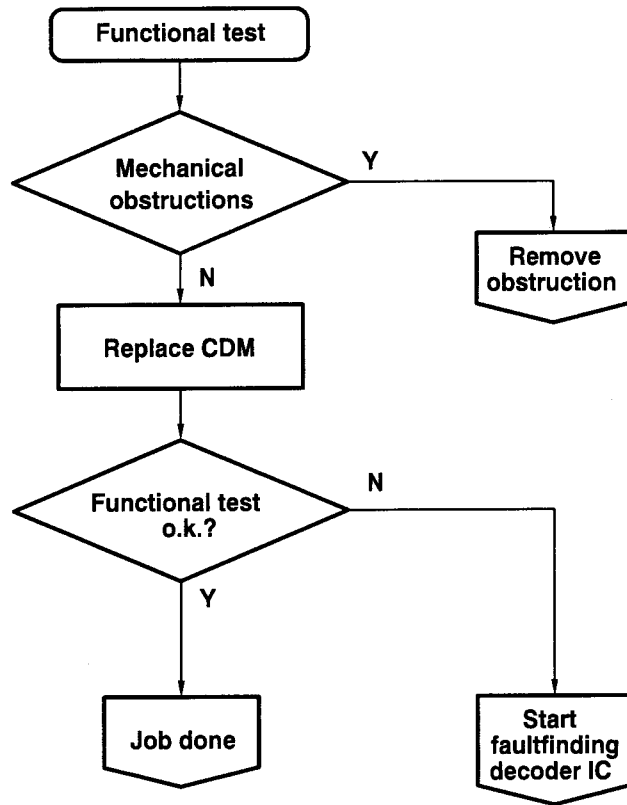 Functional test
Mechanical
obstructions
Y
Remove
obstruction
N
Replace CDM
Functional test
o.k.?
N
Y
Job done
Start
faultfinding
decoder IC